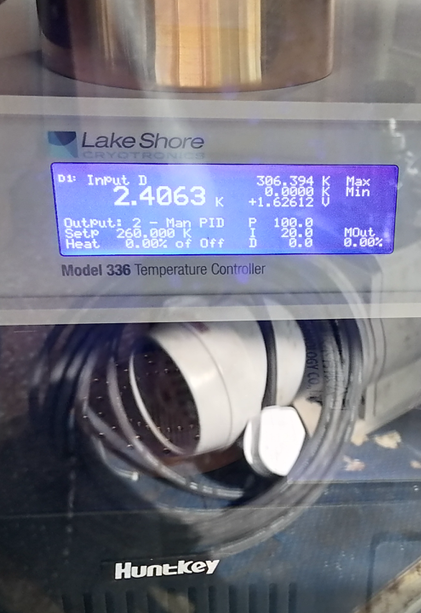 LakeShore
CRYOTRONICS
D1: Input D 306.394 K Max
2.4063 K 0.0000 K Min
+1.62612 V
Output: 2 - Man PID P 100.0
Setp 260.000 K I 20.0 MOut
Heat 0.00% of Off D 0.0 0.00%
Model 336 Temperature Controller
HuntKey